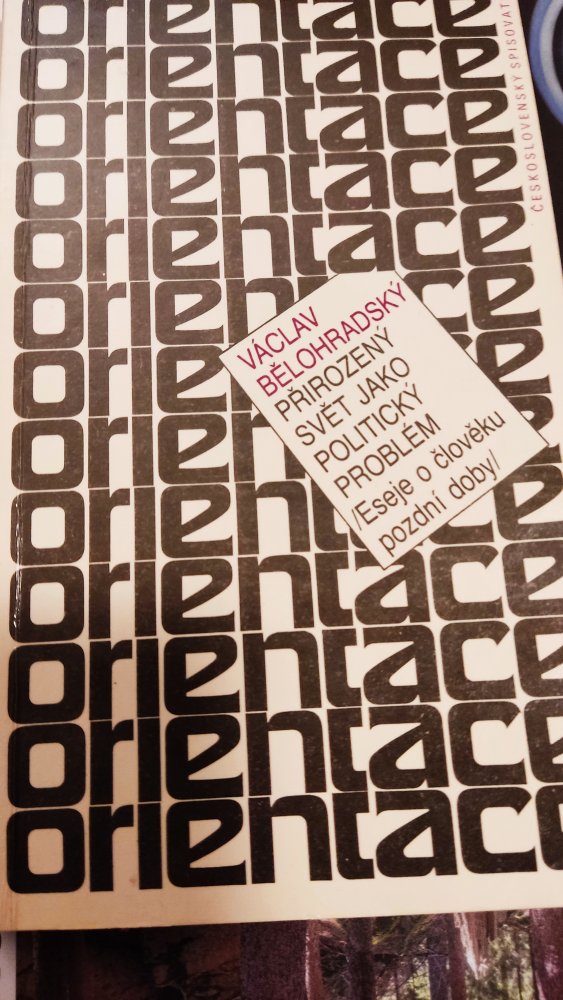 orientace
orientace
orientace
orientace
orientace
orientace
orientace
orientace
orientace
orientace
orientace
orientace
orientace
VÁCLAV
BĚLOHRADSKÝ
PŘIROZENÝ
SVĚT JAKO
POLITICKÝ
PROBLÉM
/Eseje o člověku
pozdní doby/
ČESKOSLOVENSKÝ SPISOVAT